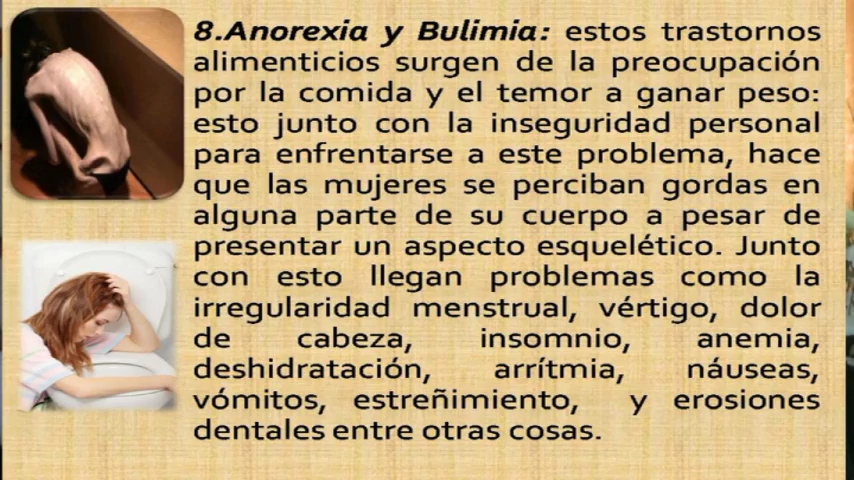 8.Anorexia y Bulimia: estos trastornos
alimenticios surgen de la preocupación
por la comida y el temor a ganar peso:
esto junto con la inseguridad personal
para enfrentarse a este problema, hace
que las mujeres se perciban gordas en
alguna parte de su cuerpo a pesar de
presentar un aspecto esquelético. Junto
con esto llegan problemas como la
irregularidad menstrual, vértigo, dolor
de cabeza, insomnio, anemia,
deshidratación, arrítmia, náuseas,
vómitos, estreñimiento, y erosiones
dentales entre otras cosas.